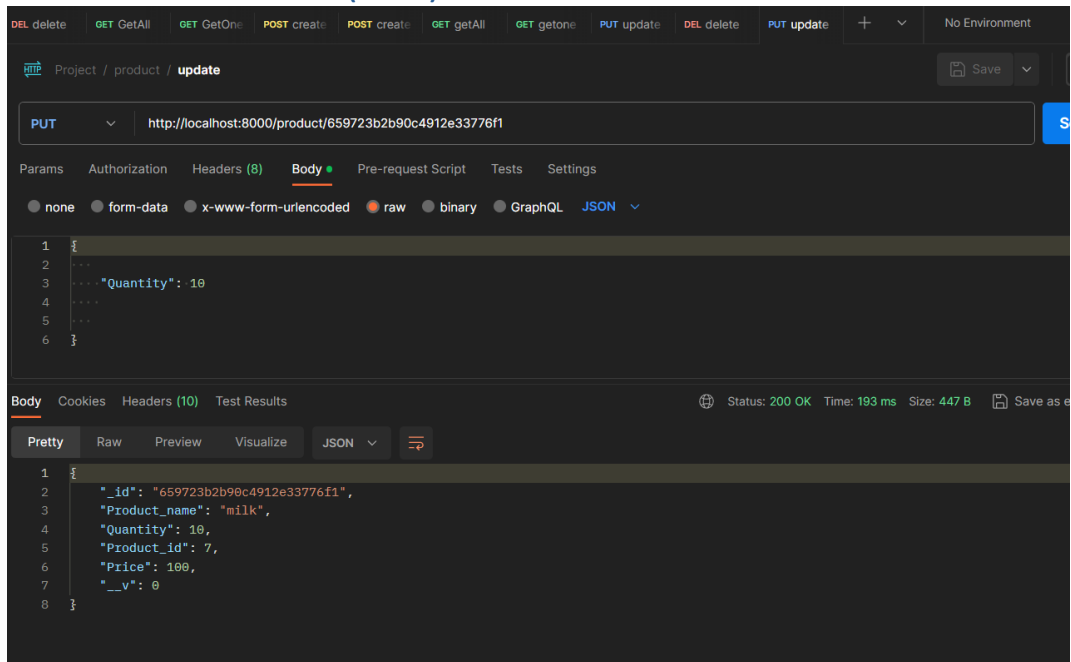 DEL delete GET GetAll GET GetOne POST create POST create GET getAll GET getone PUT update DEL delete PUT update + No Environment
HTTP Project / product / update Save
PUT http://localhost:8000/product/659723b2b90c4912e33776f1
Params Authorization Headers (8) Body Pre-request Script Tests Settings
none form-data x-www-form-urlencoded raw binary GraphQL JSON
1 {
2
3 "Quantity": 10
4
5
6 }
Body Cookies Headers (10) Test Results Status: 200 OK Time: 193 ms Size: 447 B Save as e
Pretty Raw Preview Visualize JSON
1 {
2 "_id": "659723b2b90c4912e33776f1",
3 "Product_name": "milk",
4 "Quantity": 10,
5 "Product_id": 7,
6 "Price": 100,
7 "__v": 0
8 }